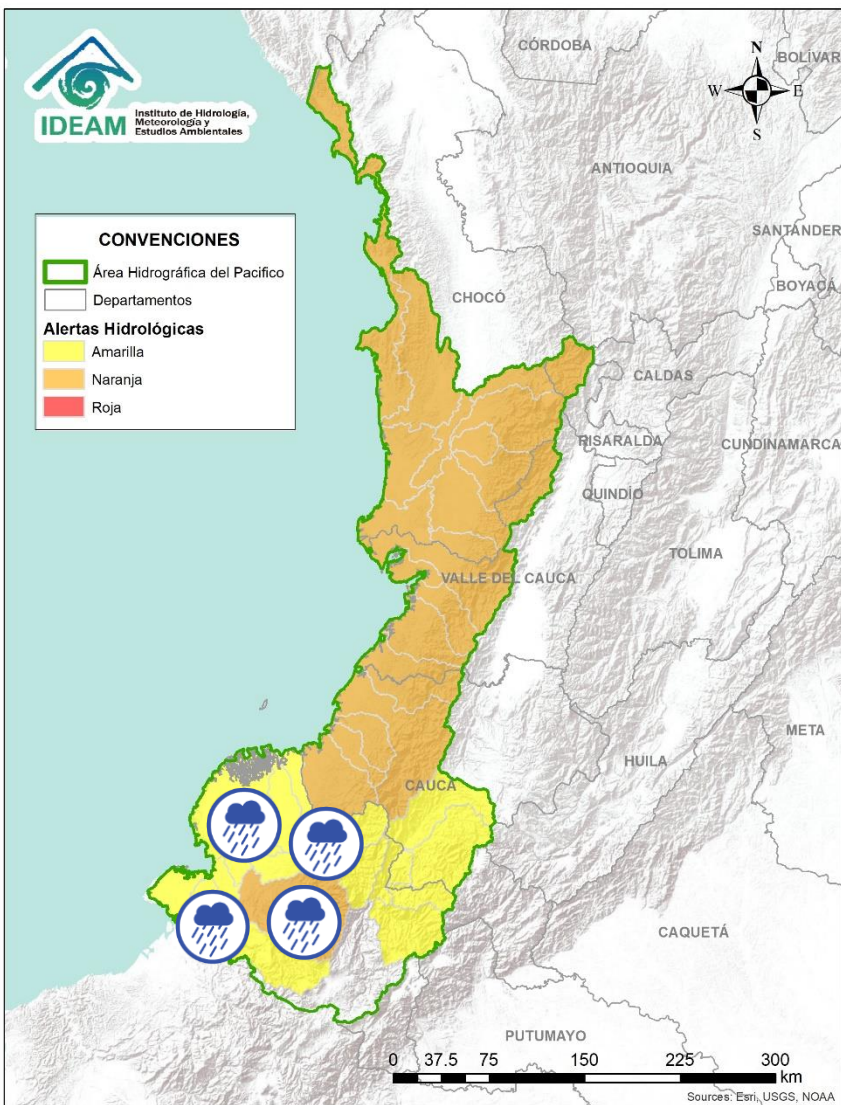 IDEAM
Instituto de Hidrología,
Meteorología y
Estudios Ambientales
N
W
E
S
CÓRDOBA
BOLÍVAR
ANTIOQUIA
SANTANDER
BOYACÁ
CHOCÓ
CALDAS
RISARALDA
CUNDINAMARCA
QUINDÍO
TOLIMA
VALLE DEL CAUCA
META
HUILA
CAUCA
CAQUETÁ
PUTUMAYO
CONVENCIONES
Área Hidrográfica del Pacifico
Departamentos
Alertas Hidrológicas
Amarilla
Naranja
Roja
0 37.5 75 150 225 300
km
Sources: Esri, USGS, NOAA